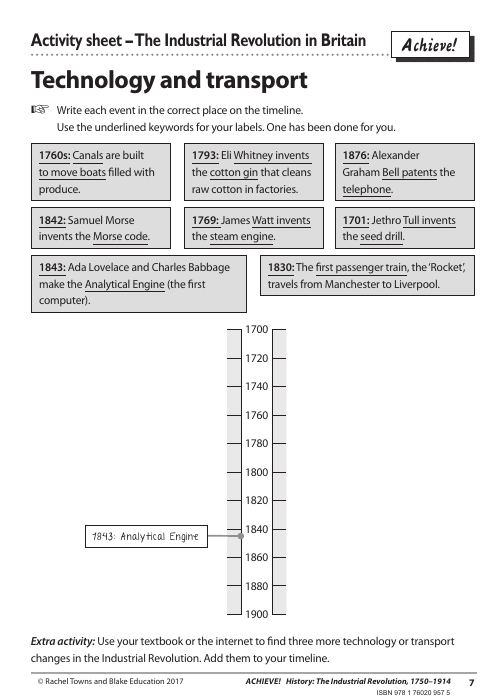 Activity sheet – The Industrial Revolution in Britain
Achieve!
Technology and transport
Write each event in the correct place on the timeline.
Use the underlined keywords for your labels. One has been done for you.
1760s: Canals are built
to move boats filled with
produce.
1793: Eli Whitney invents
the cotton gin that cleans
raw cotton in factories.
1876: Alexander
Graham Bell patents the
telephone.
1842: Samuel Morse
invents the Morse code.
1769: James Watt invents
the steam engine.
1701: Jethro Tull invents
the seed drill.
1843: Ada Lovelace and Charles Babbage
make the Analytical Engine (the first
computer).
1830: The first passenger train, the ‘Rocket’,
travels from Manchester to Liverpool.
1700
1720
1740
1760
1780
1800
1820
1840
1843: Analytical Engine
1860
1880
1900
Extra activity: Use your textbook or the internet to find three more technology or transport
changes in the Industrial Revolution. Add them to your timeline.
© Rachel Towns and Blake Education 2017
ACHIEVE! History: The Industrial Revolution, 1750–1914
7
ISBN 978 1 76020 957 5